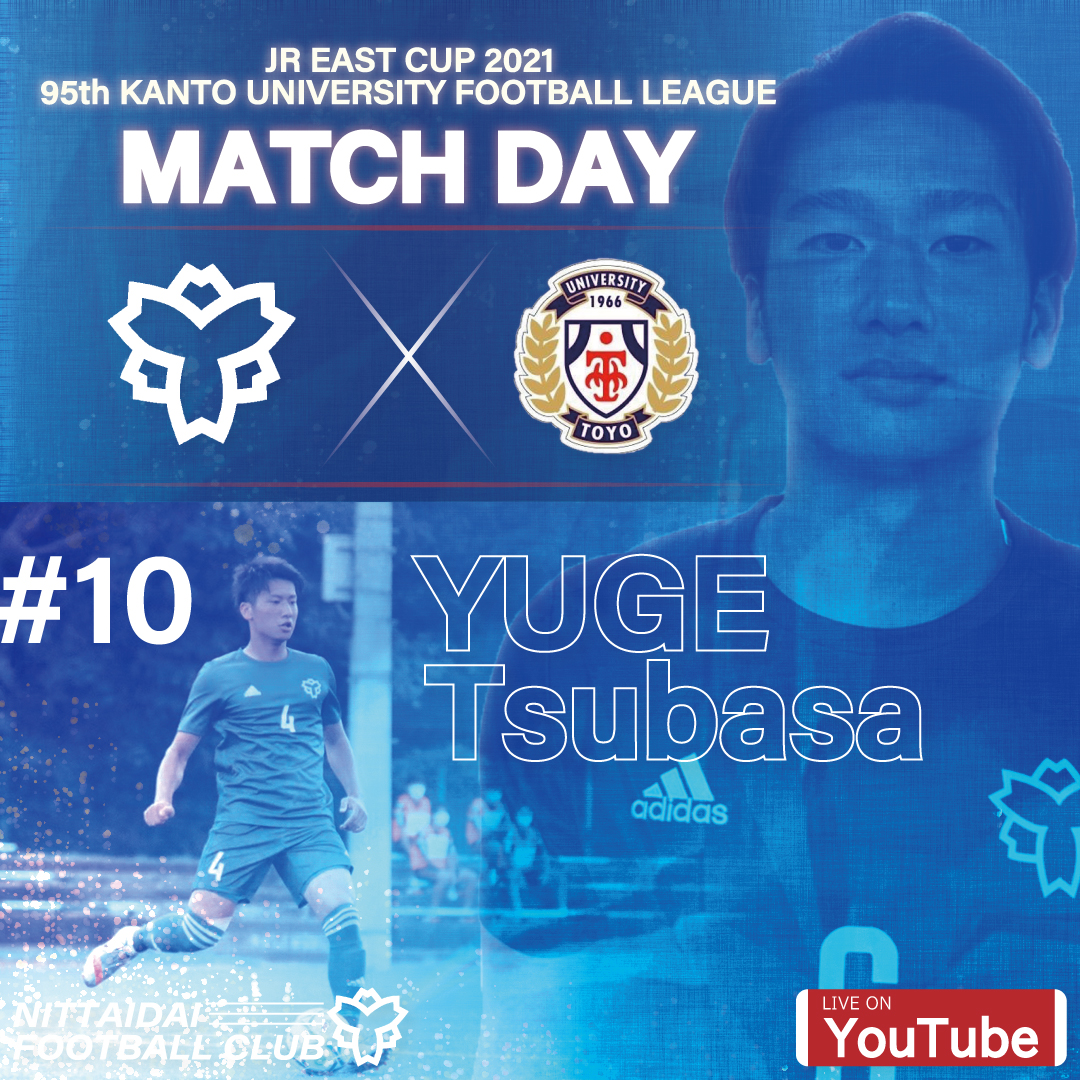 JR EAST CUP 2021
95th KANTO UNIVERSITY FOOTBALL LEAGUE
MATCH DAY
UNIVERSITY
1966
TOYO
#10
YUGE
Tsubasa
4
4
adidas
NITTAIDAI
FOOTBALL CLUB
LIVE ON
YouTube